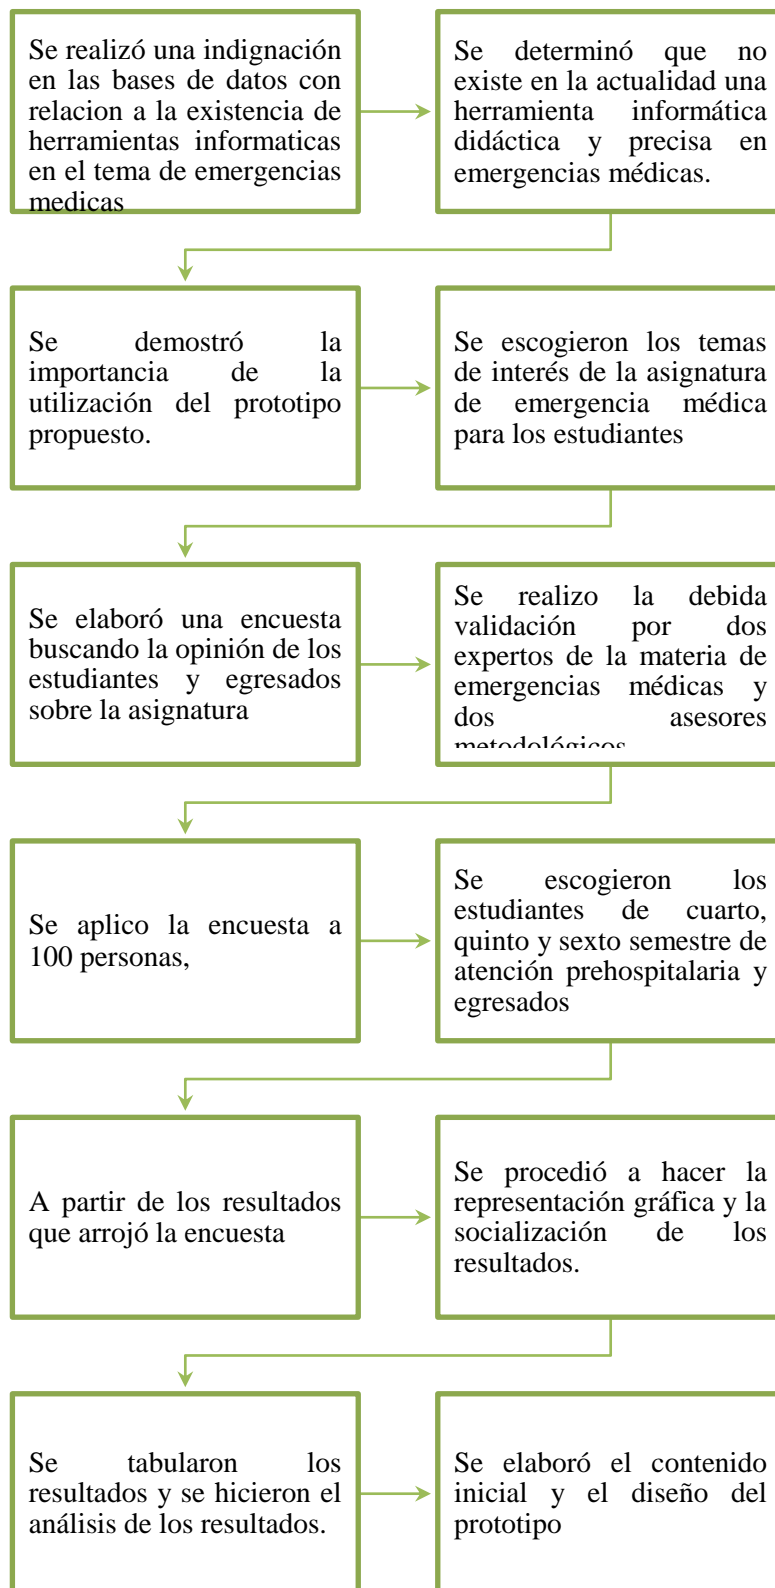 Se realizó una indignación
en las bases de datos con
relacion a la existencia de
herramientas informaticas
en el tema de emergencias
medicas
Se determinó que no
existe en la actualidad una
herramienta informática
didáctica y precisa en
emergencias médicas.
Se demostró la
importancia de la
utilización del prototipo
propuesto.
Se escogieron los temas
de interés de la asignatura
de emergencia médica
para los estudiantes
Se elaboró una encuesta
buscando la opinión de los
estudiantes y egresados
sobre la asignatura
Se realizo la debida
validación por dos
expertos de la materia de
emergencias médicas y
dos asesores
metodológicos
Se aplico la encuesta a
100 personas,
Se escogieron los
estudiantes de cuarto,
quinto y sexto semestre de
atención prehospitalaria y
egresados
A partir de los resultados
que arrojó la encuesta
Se procedió a hacer la
representación gráfica y la
socialización de los
resultados.
Se tabularon los
resultados y se hicieron el
análisis de los resultados.
Se elaboró el contenido
inicial y el diseño del
prototipo